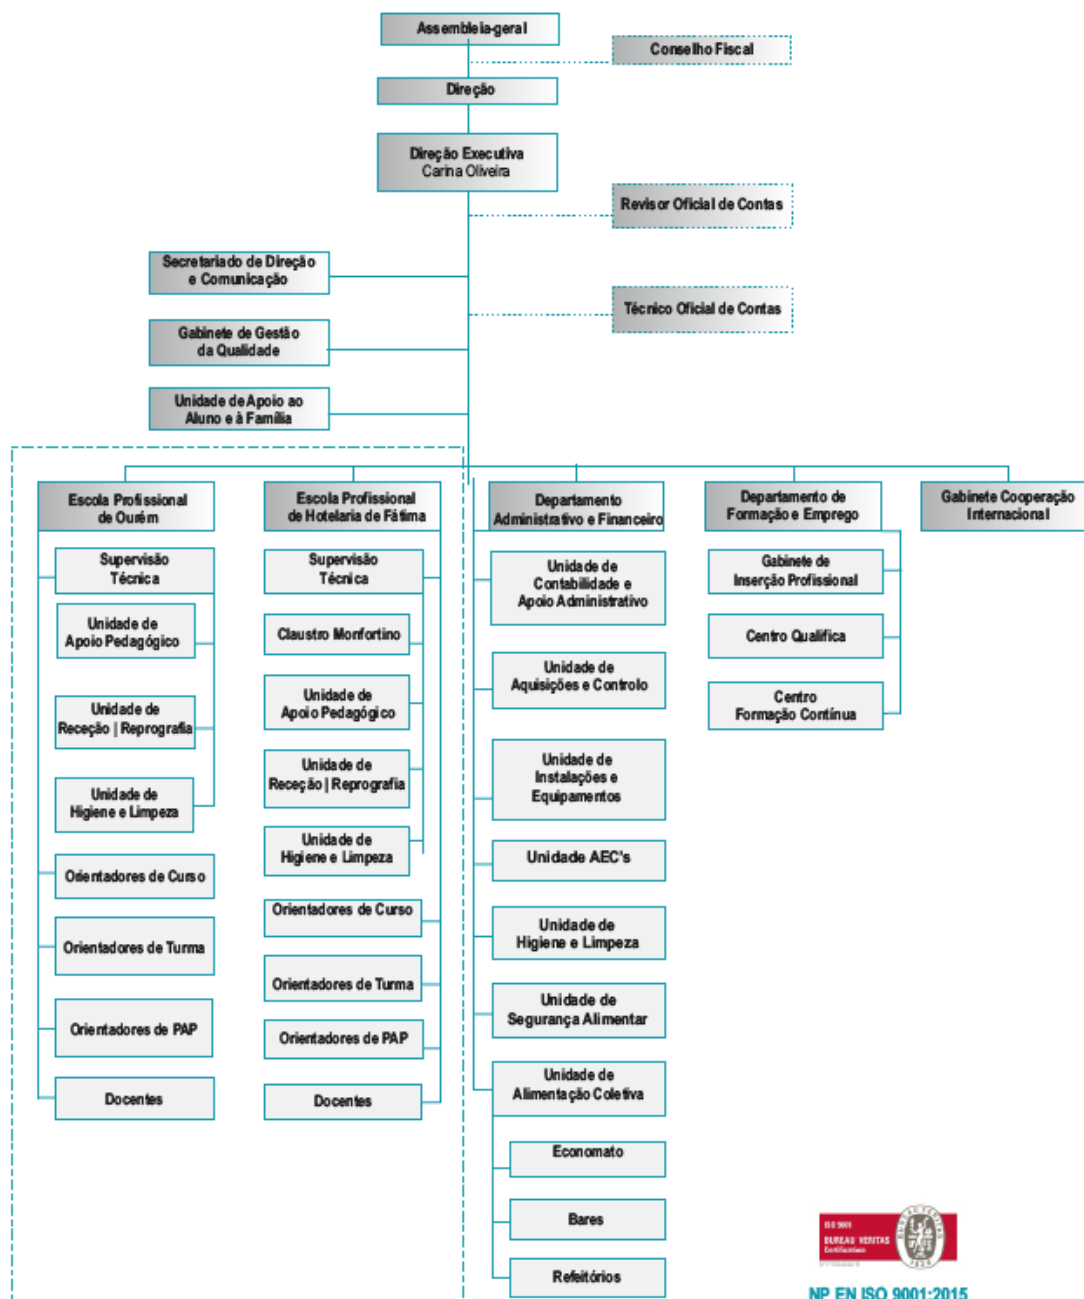 Assembleia-geral
Conselho Fiscal
Direção
Direção Executiva
Carina Oliveira
Revisor Oficial de Contas
Secretariado de Direção
e Comunicação
Técnico Oficial de Contas
Gabinete de Gestão
da Qualidade
Unidade de Apoio ao
Aluno e à Família
Escola Profissional
de Ourém
Supervisão
Técnica
Unidade de
Apoio Pedagógico
Unidade de
Receção | Reprografia
Unidade de
Higiene e Limpeza
Orientadores de Curso
Orientadores de Turma
Orientadores de PAP
Docentes
Escola Profissional
de Hotelaria de Fátima
Supervisão
Técnica
Claustro Monfortino
Unidade de
Apoio Pedagógico
Unidade de
Receção | Reprografia
Unidade de
Higiene e Limpeza
Orientadores de Curso
Orientadores de Turma
Orientadores de PAP
Docentes
Departamento
Administrativo e Financeiro
Unidade de
Contabilidade e
Apoio Administrativo
Unidade de
Aquisições e Controlo
Unidade de
Instalações e
Equipamentos
Unidade AEC's
Unidade de
Higiene e Limpeza
Unidade de
Segurança Alimentar
Unidade de
Alimentação Coletiva
Economato
Bares
Refeitórios
Departamento de
Formação e Emprego
Gabinete de
Inserção Profissional
Centro Qualifica
Centro
Formação Contínua
Gabinete Cooperação
Internacional
ISO 9001
BUREAU VERITAS
Certification
BUREAU VERITAS
1828
NP EN ISO 9001:2015